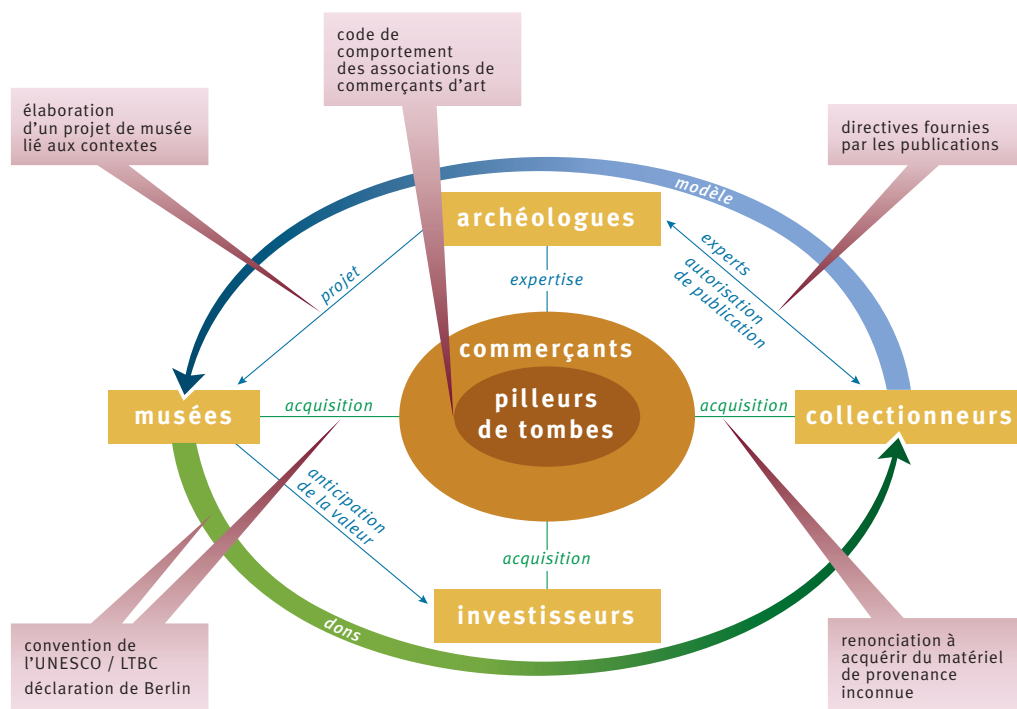 code de
comportement
des associations de
commerçants d'art
élaboration
d'un projet de musée
lié aux contextes
directives fournies
par les publications
modèle
archéologues
projet
expertise
experts
autorisation
de publication
commerçants
pilleurs
de tombes
musées
acquisition
acquisition
collectionneurs
anticipation
de la valeur
acquisition
investisseurs
dons
convention de
l'UNESCO / LTBC
déclaration de Berlin
renonciation à
acquérir du matériel
de provenance
inconnue